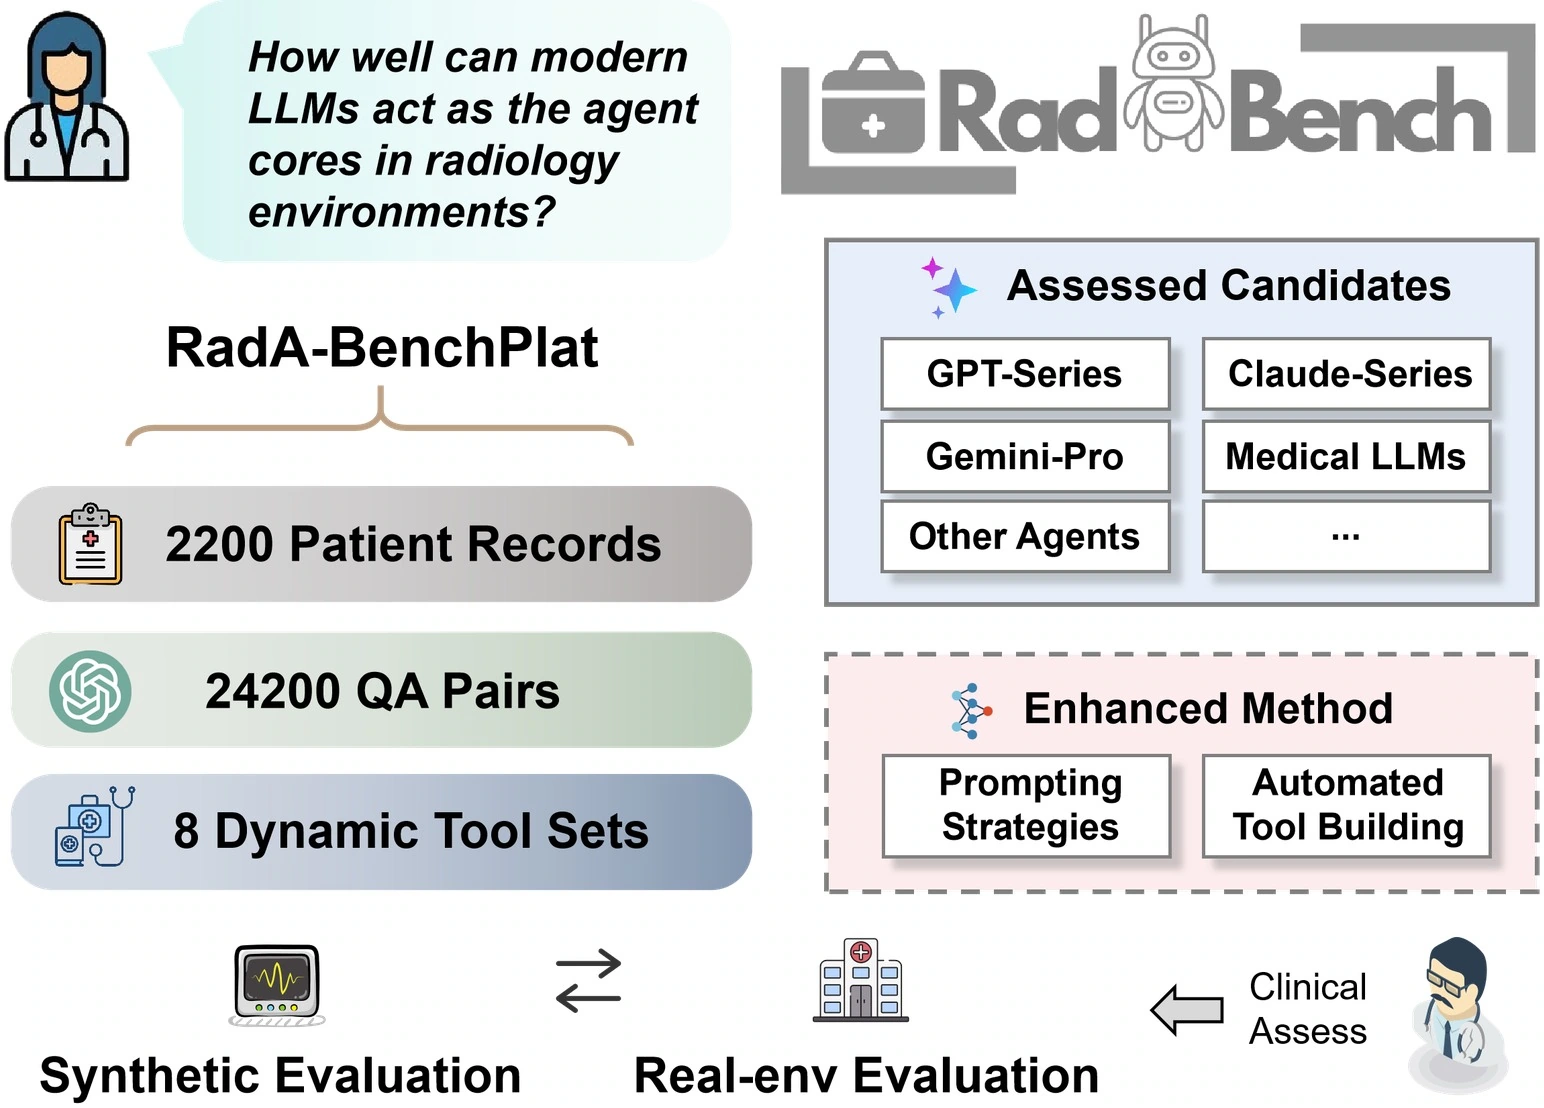 How well can modern
LLMs act as the agent
cores in radiology
environments?
Rad Bench
RadA-BenchPlat
2200 Patient Records
24200 QA Pairs
8 Dynamic Tool Sets
Assessed Candidates
GPT-Series
Claude-Series
Gemini-Pro
Medical LLMs
Other Agents
...
Enhanced Method
Prompting
Strategies
Automated
Tool Building
Synthetic Evaluation
Real-env Evaluation
Clinical
Assess